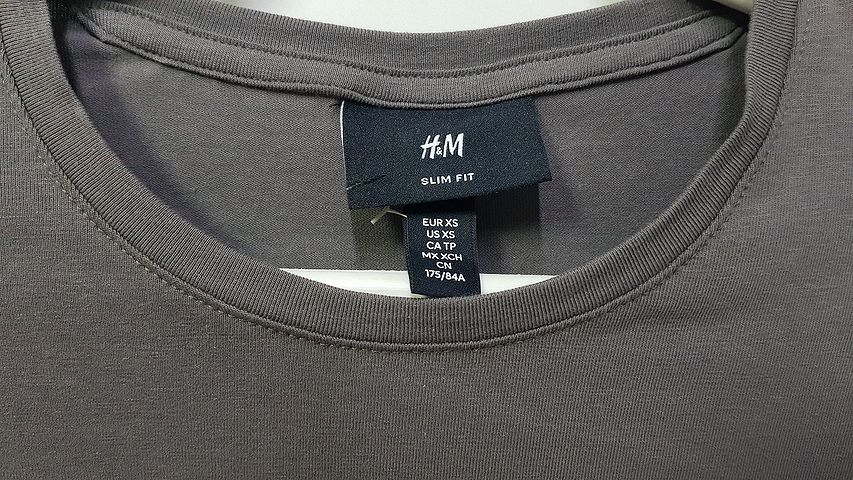 H&M
SLIM FIT
EUR XS
US XS
CA TP
MX XCH
CN
175/84A